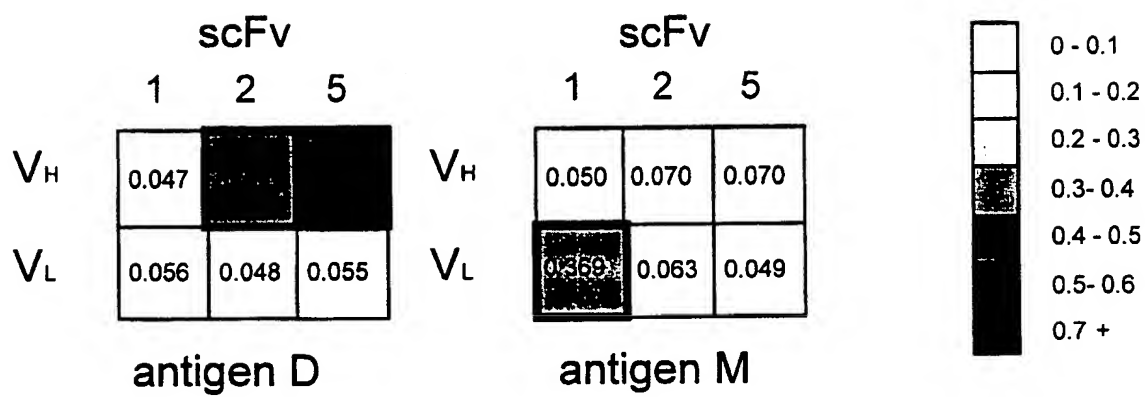 scFv
1 2 5
VH 0.047
VL 0.056 0.048 0.055
antigen D
scFv
1 2 5
VH 0.050 0.070 0.070
VL 0.369 0.063 0.049
antigen M
0 - 0.1
0.1 - 0.2
0.2 - 0.3
0.3- 0.4
0.4 - 0.5
0.5- 0.6
0.7 +